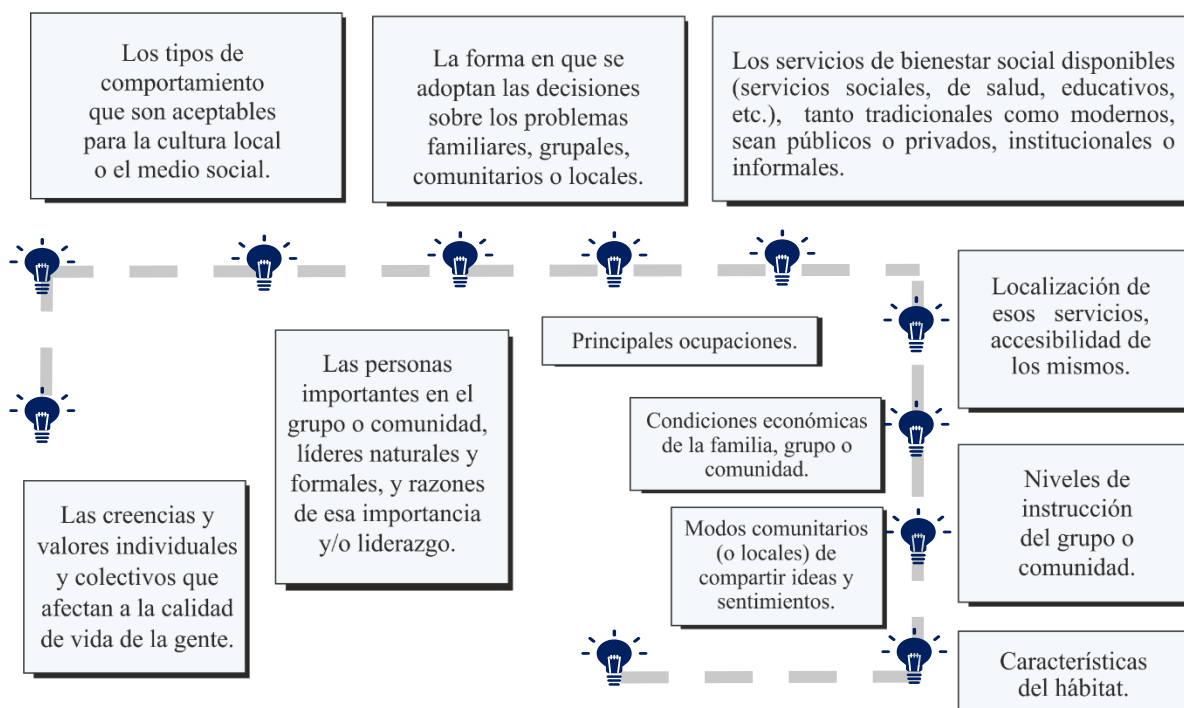 Los tipos de
comportamiento
que son aceptables
para la cultura local
o el medio social.
La forma en que se
adoptan las decisiones
sobre los problemas
familiares, grupales,
comunitarios o locales.
Los servicios de bienestar social disponibles
(servicios sociales, de salud, educativos,
etc.), tanto tradicionales como modernos,
sean públicos o privados, institucionales o
informales.
Localización de
esos servicios,
accesibilidad de
los mismos.
Principales ocupaciones.
Las personas
importantes en el
grupo o comunidad,
líderes naturales y
formales, y razones
de esa importancia
y/o liderazgo.
Condiciones económicas
de la familia, grupo o
comunidad.
Niveles de
instrucción
del grupo o
comunidad.
Las creencias y
valores individuales
y colectivos que
afectan a la calidad
de vida de la gente.
Modos comunitarios
(o locales) de
compartir ideas y
sentimientos.
Características
del hábitat.